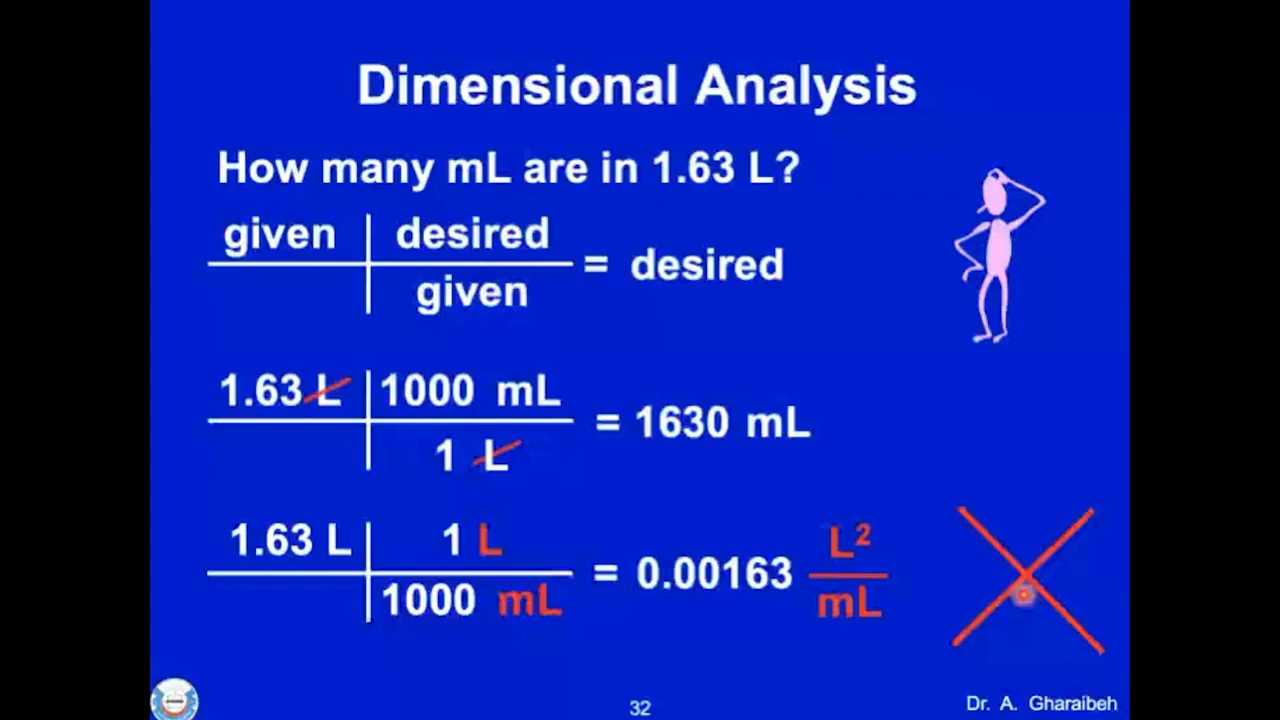 Dimensional Analysis
How many mL are in 1.63 L?
given desired
= desired
given
1.63 L 1000 mL
= 1630 mL
1 L
1.63 L 1 L L²
= 0.00163
1000 mL mL
32
Dr. A. Gharaibeh